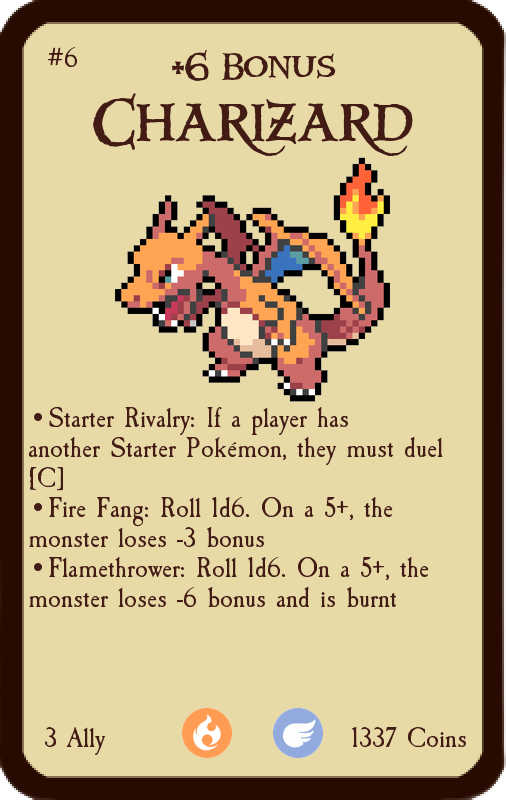 #6
+6 Bonus
Charizard
•Starter Rivalry: If a player has
another Starter Pokémon, they must duel
[C]
•Fire Fang: Roll 1d6. On a 5+, the
monster loses -3 bonus
•Flamethrower: Roll 1d6. On a 5+, the
monster loses -6 bonus and is burnt
3 Ally
1337 Coins